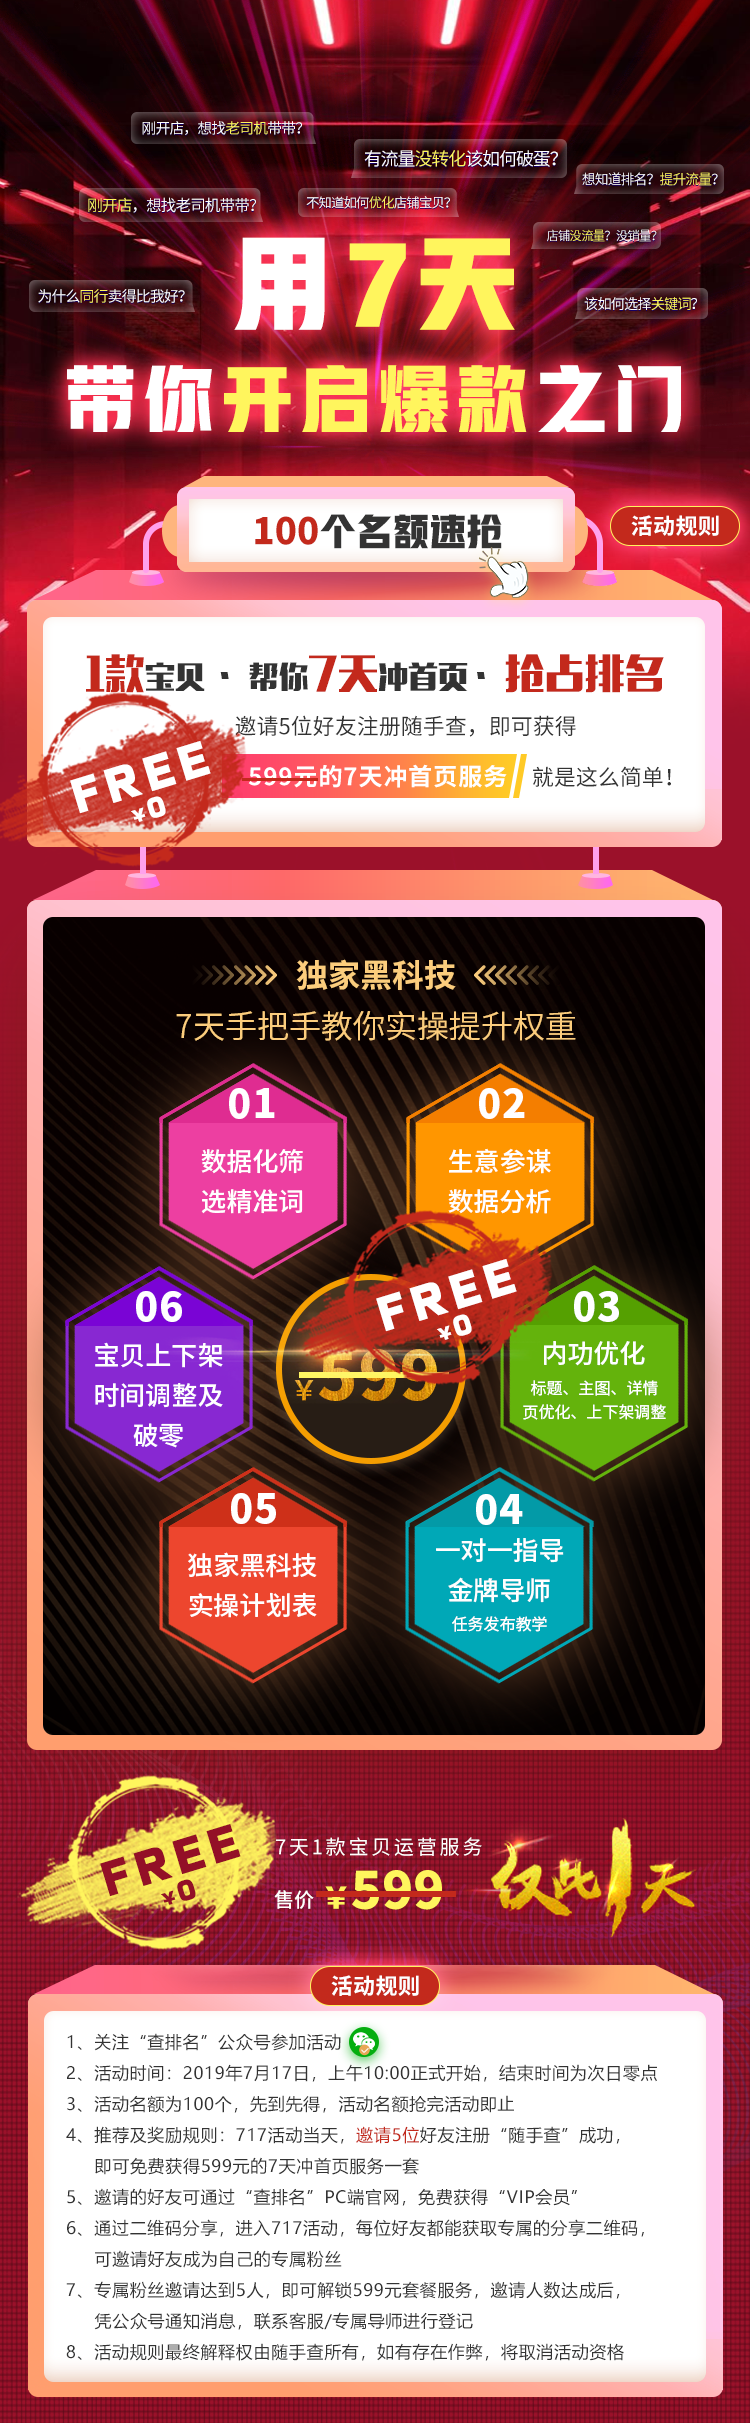 刚开店，想找老司机带带？
有流量没转化该如何破蛋？
想知道排名？提升流量？
刚开店，想找老司机带带？
不知道如何优化店铺宝贝？
店铺没流量？没销量？
为什么同行卖得比我好？
该如何选择关键词？
用7天
带你开启爆款之门
100个名额速抢
活动规则
1款宝贝 · 帮你7天冲首页 · 抢占排名
邀请5位好友注册随手查，即可获得
599元的7天冲首页服务 就是这么简单！
FREE
¥0
独家黑科技
7天手把手教你实操提升权重
01
数据化筛
选精准词
02
生意参谋
数据分析
FREE
¥0
¥599
03
内功优化
标题、主图、详情
页优化、上下架调整
06
宝贝上下架
时间调整及
破零
05
独家黑科技
实操计划表
04
一对一指导
金牌导师
任务发布教学
FREE
¥0
7天1款宝贝运营服务
售价 ¥599
仅此1天
活动规则
1、关注“查排名”公众号参加活动
2、活动时间：2019年7月17日，上午10:00正式开始，结束时间为次日零点
3、活动名额为100个，先到先得，活动名额抢完活动即止
4、推荐及奖励规则：717活动当天，邀请5位好友注册“随手查”成功，
即可免费获得599元的7天冲首页服务一套
5、邀请的好友可通过“查排名”PC端官网，免费获得“VIP会员”
6、通过二维码分享，进入717活动，每位好友都能获取专属的分享二维码，
可邀请好友成为自己的专属粉丝
7、专属粉丝邀请达到5人，即可解锁599元套餐服务，邀请人数达成后，
凭公众号通知消息，联系客服/专属导师进行登记
8、活动规则最终解释权由随手查所有，如有存在作弊，将取消活动资格